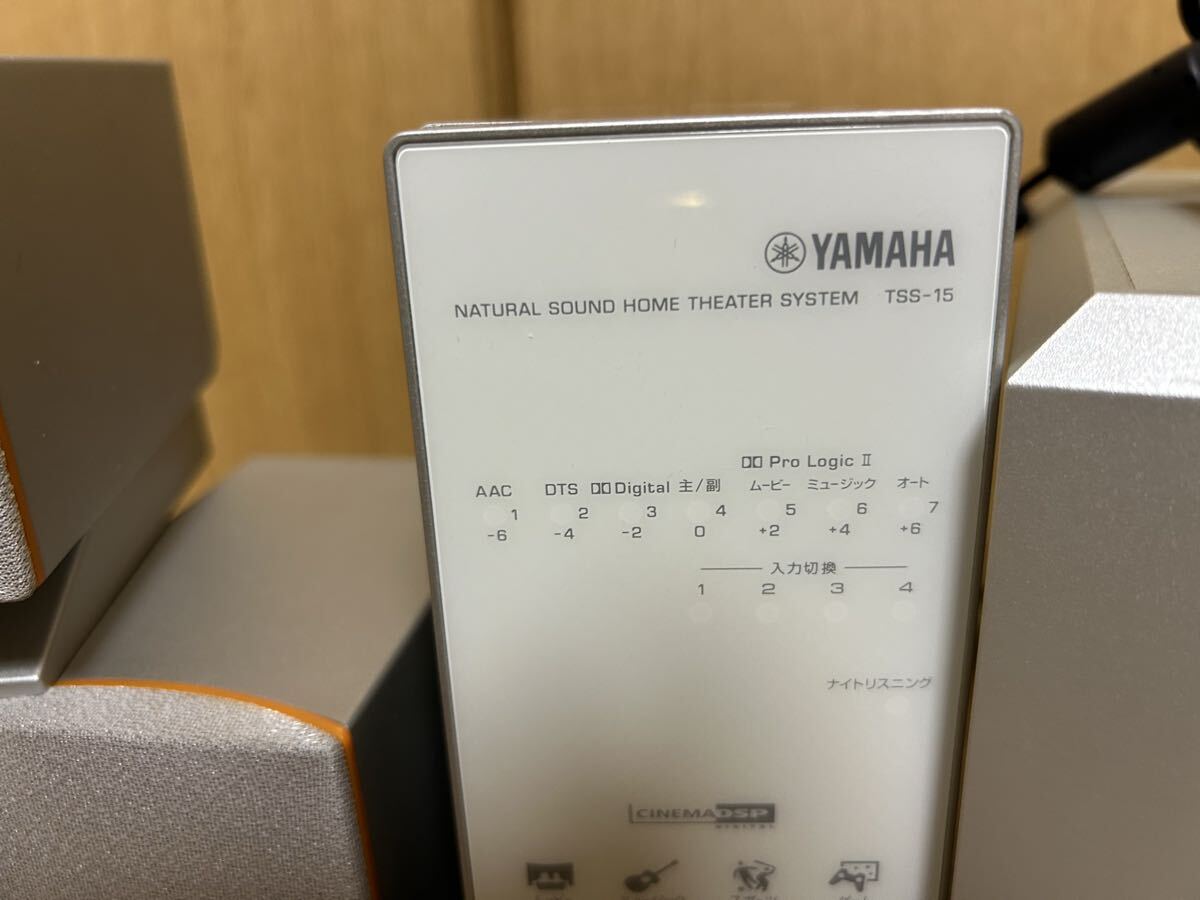 YAMAHA
NATURAL SOUND HOME THEATER SYSTEM TSS-15
Pro Logic II
AAC DTS Digital 主/副 ムービー ミュージック オート
1 2 3 4 5 6 7
-6 -4 -2 0 +2 +4 +6
入力切換
1 2 3 4
ナイトリスニング
CINEMA DSP
DIGITAL